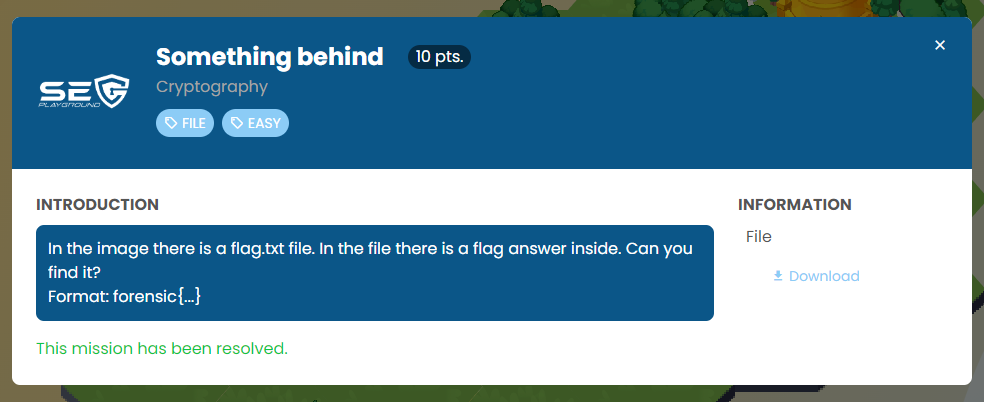 Something behind
10 pts.
×
SEC
PLAYGROUND
Cryptography
FILE
EASY
INTRODUCTION
In the image there is a flag.txt file. In the file there is a flag answer inside. Can you
find it?
Format: forensic{...}
This mission has been resolved.
INFORMATION
File
Download